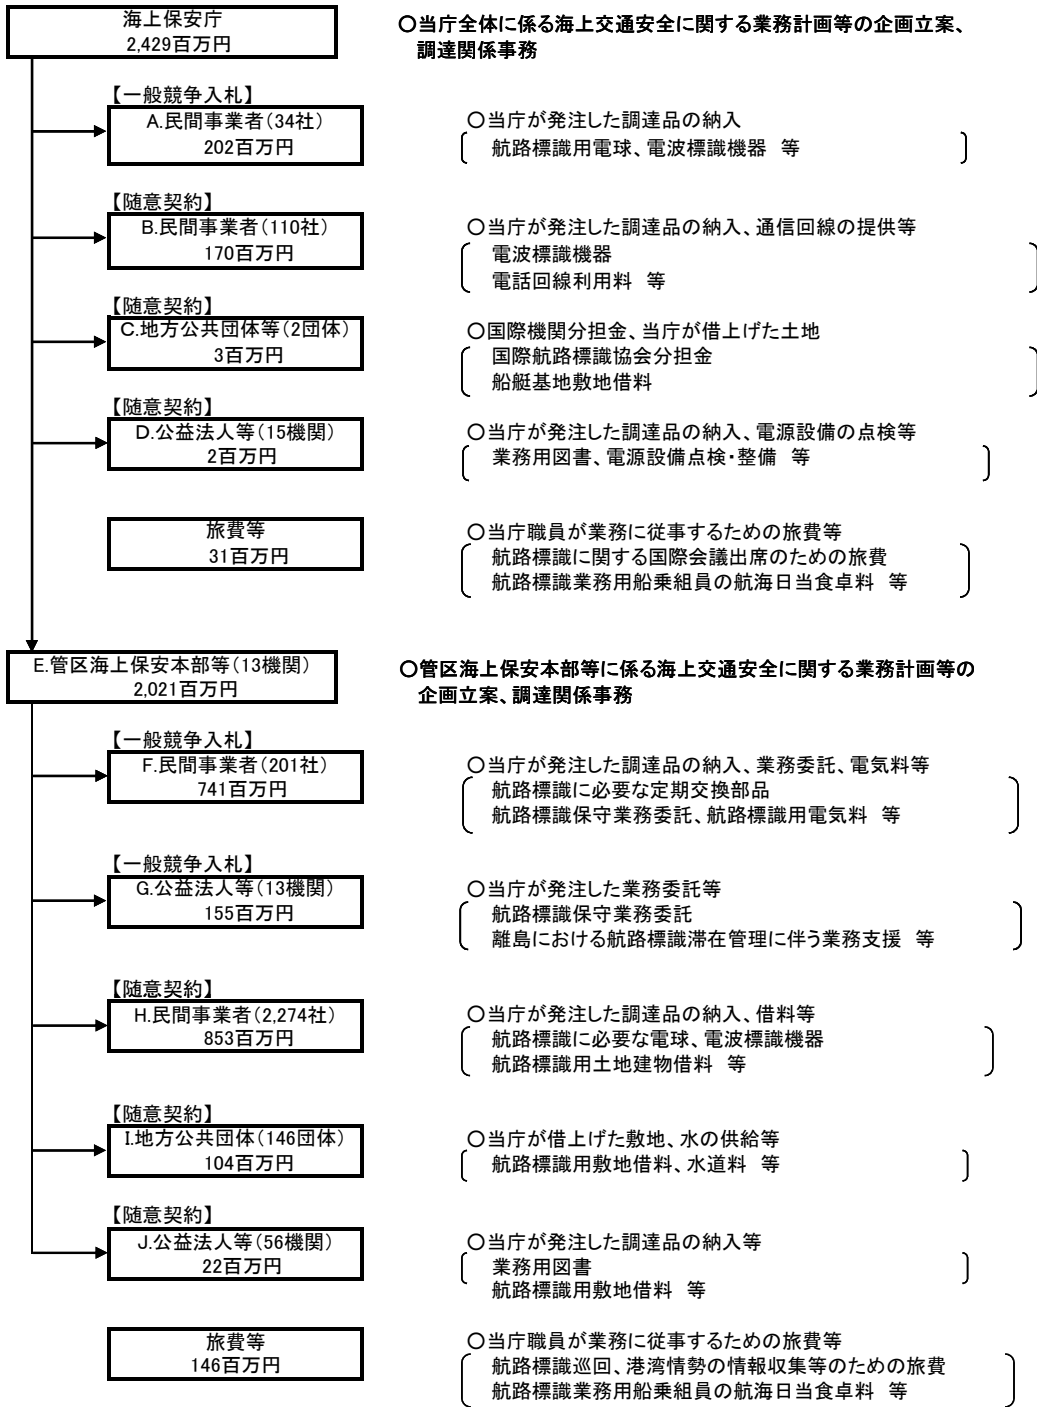 海上保安庁
2,429百万円
○当庁全体に係る海上交通安全に関する業務計画等の企画立案、
調達関係事務
【一般競争入札】
A.民間事業者(34社)
202百万円
○当庁が発注した調達品の納入
航路標識用電球、電波標識機器 等
【随意契約】
B.民間事業者(110社)
170百万円
○当庁が発注した調達品の納入、通信回線の提供等
電波標識機器
電話回線利用料 等
【随意契約】
C.地方公共団体等(2団体)
3百万円
○国際機関分担金、当庁が借上げた土地
国際航路標識協会分担金
船艇基地敷地借料
【随意契約】
D.公益法人等(15機関)
2百万円
○当庁が発注した調達品の納入、電源設備の点検等
業務用図書、電源設備点検・整備 等
旅費等
31百万円
○当庁職員が業務に従事するための旅費等
航路標識に関する国際会議出席のための旅費
航路標識業務用船乗組員の航海日当食卓料 等
E.管区海上保安本部等(13機関)
2,021百万円
○管区海上保安本部等に係る海上交通安全に関する業務計画等の
企画立案、調達関係事務
【一般競争入札】
F.民間事業者(201社)
741百万円
○当庁が発注した調達品の納入、業務委託、電気料等
航路標識に必要な定期交換部品
航路標識保守業務委託、航路標識用電気料 等
【一般競争入札】
G.公益法人等(13機関)
155百万円
○当庁が発注した業務委託等
航路標識保守業務委託
離島における航路標識滞在管理に伴う業務支援 等
【随意契約】
H.民間事業者(2,274社)
853百万円
○当庁が発注した調達品の納入、借料等
航路標識に必要な電球、電波標識機器
航路標識用土地建物借料 等
【随意契約】
I.地方公共団体(146団体)
104百万円
○当庁が借上げた敷地、水の供給等
航路標識用敷地借料、水道料 等
【随意契約】
J.公益法人等(56機関)
22百万円
○当庁が発注した調達品の納入等
業務用図書
航路標識用敷地借料 等
旅費等
146百万円
○当庁職員が業務に従事するための旅費等
航路標識巡回、港湾情勢の情報収集等のための旅費
航路標識業務用船乗組員の航海日当食卓料 等